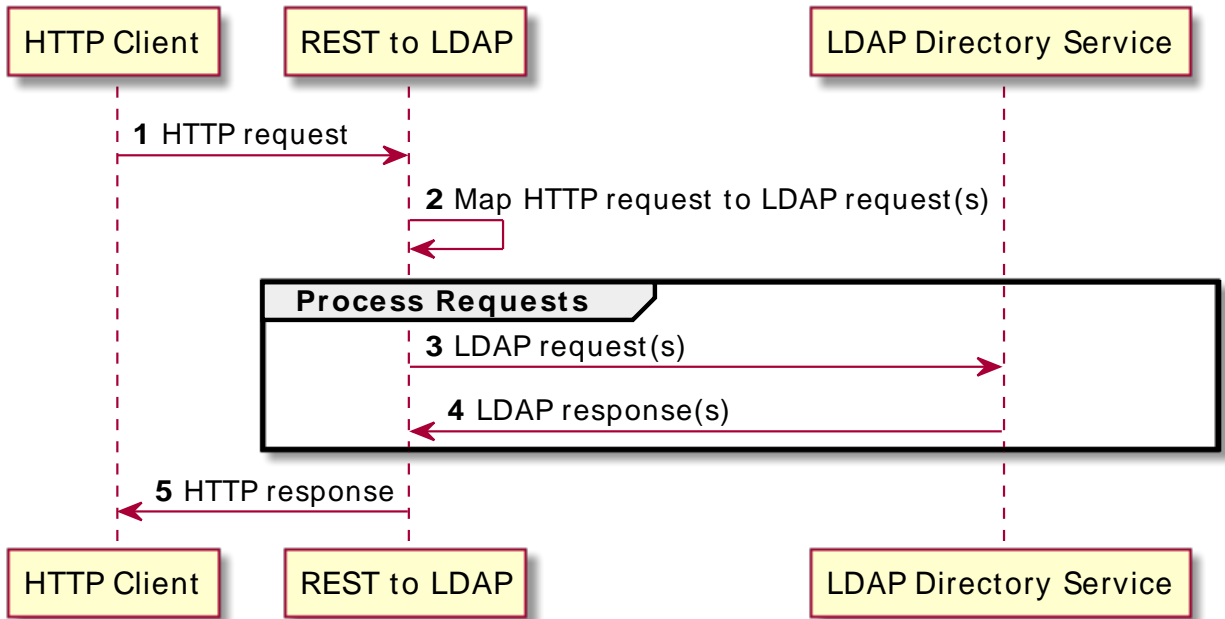 HTTP Client
REST to LDAP
LDAP Directory Service
1 HTTP request
2 Map HTTP request to LDAP request(s)
Process Requests
3 LDAP request(s)
4 LDAP response(s)
5 HTTP response
HTTP Client
REST to LDAP
LDAP Directory Service